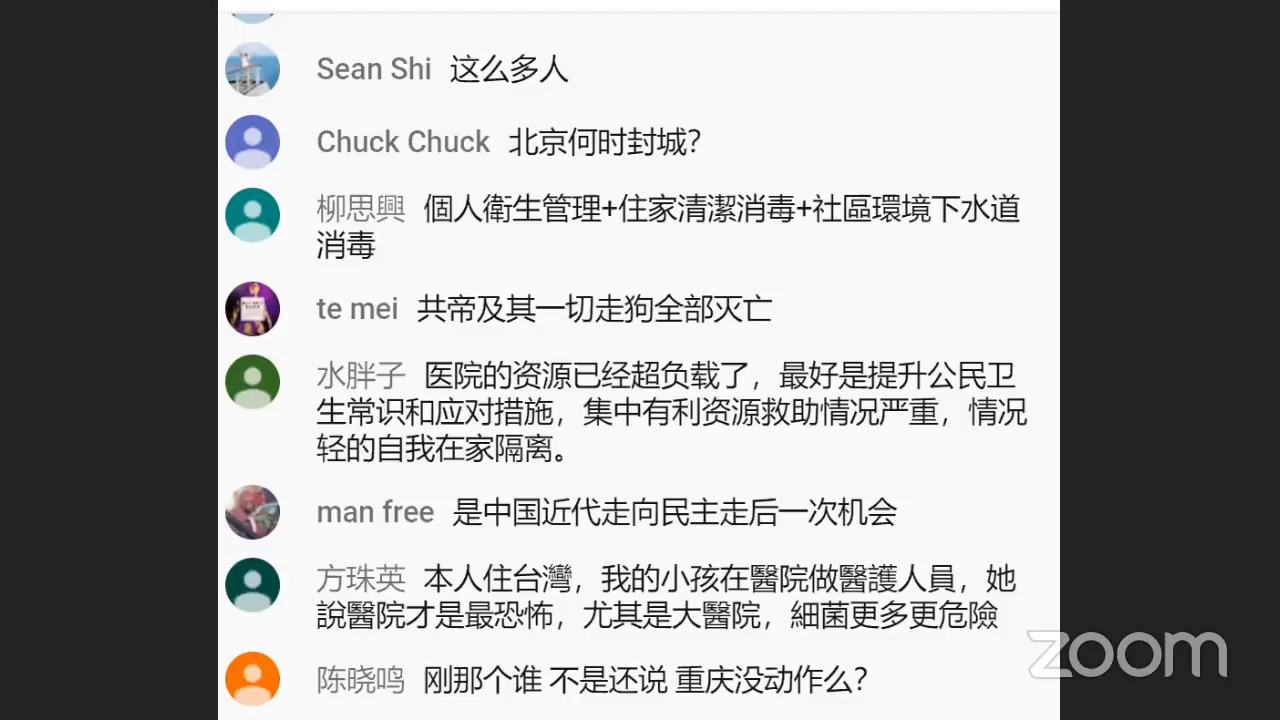 Sean Shi 这么多人
Chuck Chuck 北京何时封城?
柳思興 個人衛生管理+住家清潔消毒+社區環境下水道
消毒
te mei 共帝及其一切走狗全部灭亡
水胖子 医院的资源已经超负载了，最好是提升公民卫
生常识和应对措施，集中有利资源救助情况严重，情况
轻的自我在家隔离。
man free 是中国近代走向民主走后一次机会
方珠英 本人住台灣，我的小孩在醫院做醫護人員，她
說醫院才是最恐怖，尤其是大醫院，細菌更多更危險
zoom
陈晓鸣 刚那个谁 不是还说 重庆没动作么?